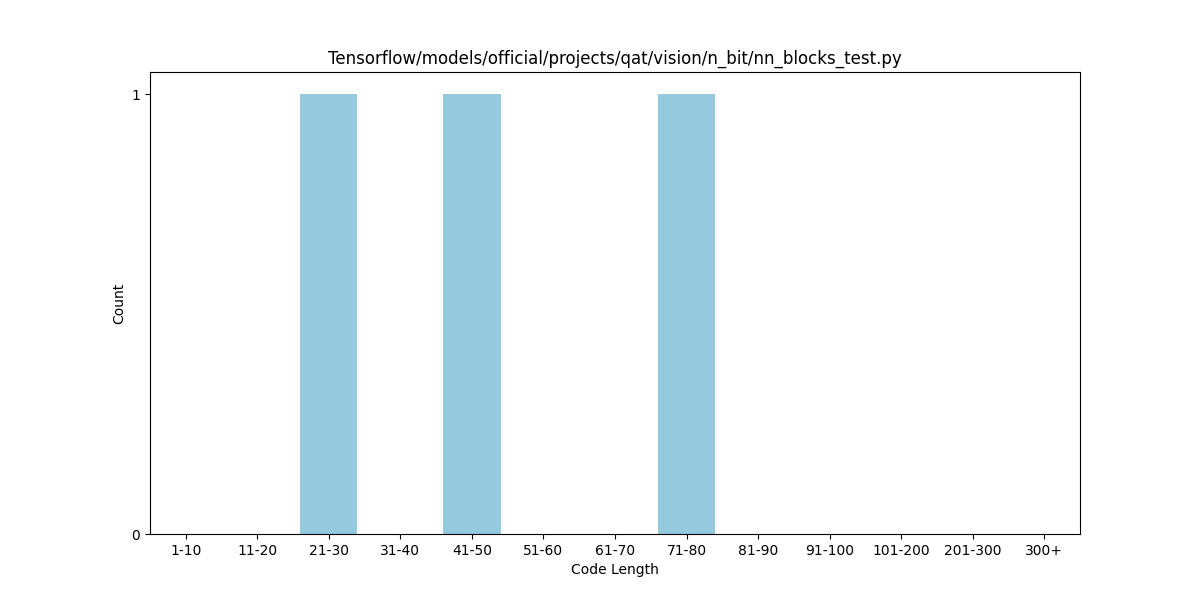 Tensorflow/models/official/projects/qat/vision/n_bit/nn_blocks_test.py
1
Count
0
1-10 11-20 21-30 31-40 41-50 51-60 61-70 71-80 81-90 91-100 101-200 201-300 300+
Code Length